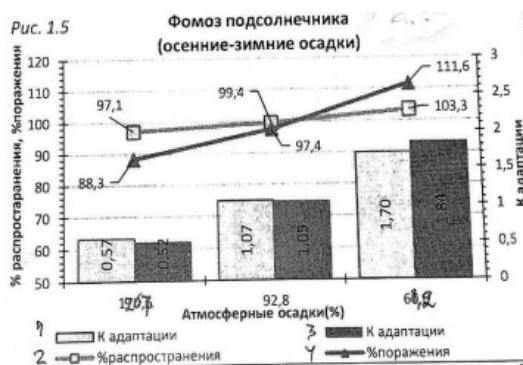 Рис. 1.5
Фомоз подсолнечника
(осенние-зимние осадки)
% распростаранения, %поражения
120
110
100
90
80
70
60
50
97,1
88,3
99,4
97,4
111,6
103,3
0,57
0,52
1,07
1,05
1,70
1,84
3
2,5
2
1,5
1
0,5
0
К адаптации
92,8
Атмосферные осадки(%)
1 К адаптации
3 К адаптации
2 %распространения
4 %поражения